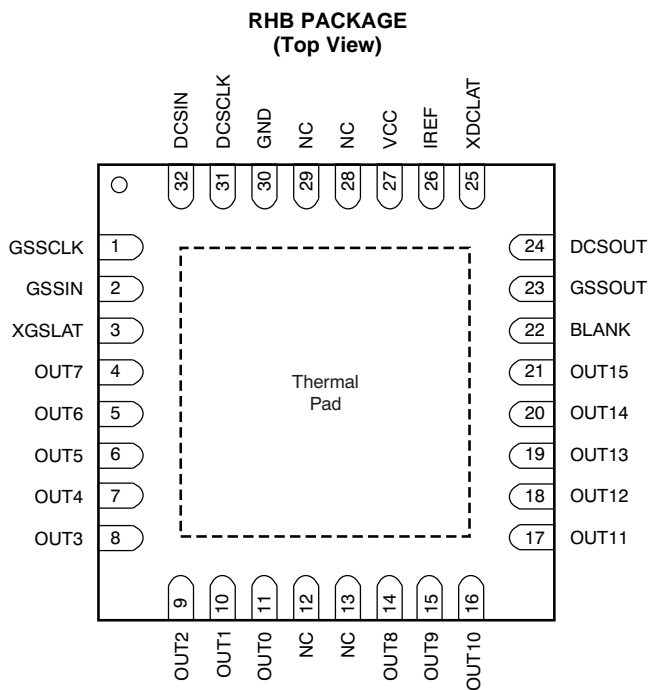 RHB PACKAGE
(Top View)
DCSIN
DCSCLK
GND
NC
NC
VCC
IREF
XDCLAT
32
31
30
29
28
27
26
25
GSSCLK 1
GSSIN 2
XGSLAT 3
OUT7 4
OUT6 5
OUT5 6
OUT4 7
OUT3 8
Thermal
Pad
24 DCSOUT
23 GSSOUT
22 BLANK
21 OUT15
20 OUT14
19 OUT13
18 OUT12
17 OUT11
9
10
11
12
13
14
15
16
OUT2
OUT1
OUT0
NC
NC
OUT8
OUT9
OUT10